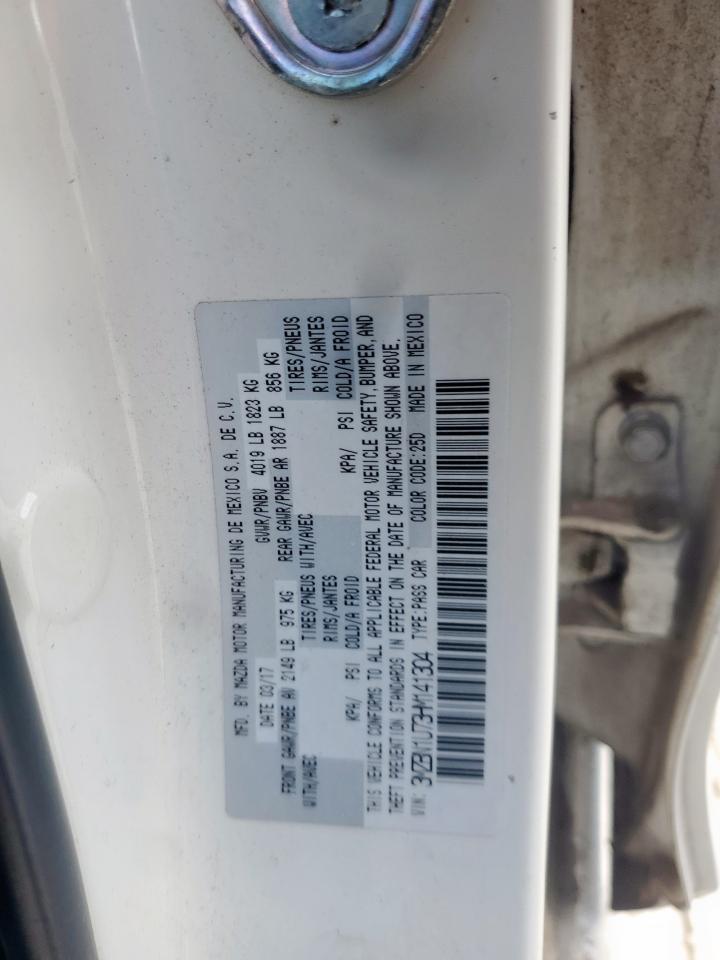 MFD. BY MAZDA MOTOR MANUFACTURING DE MEXICO S.A. DE C.V.
DATE 03/17 GVWR/PNBV 4019 LB 1823 KG
FRONT GAWR/PNBE AV 2149 LB 975 KG REAR GAWR/PNBE AR 1887 LB 856 KG
WITH/AVEC TIRES/PNEUS WITH/AVEC TIRES/PNEUS
RIMS/JANTES RIMS/JANTES
KPA/ PSI COLD/A FROID KPA/ PSI COLD/A FROID
THIS VEHICLE CONFORMS TO ALL APPLICABLE FEDERAL MOTOR VEHICLE SAFETY, BUMPER, AND
THEFT PREVENTION STANDARDS IN EFFECT ON THE DATE OF MANUFACTURE SHOWN ABOVE.
VIN: 3MZBN1U73HM141304 TYPE:PASS CAR COLOR CODE:25D MADE IN MEXICO